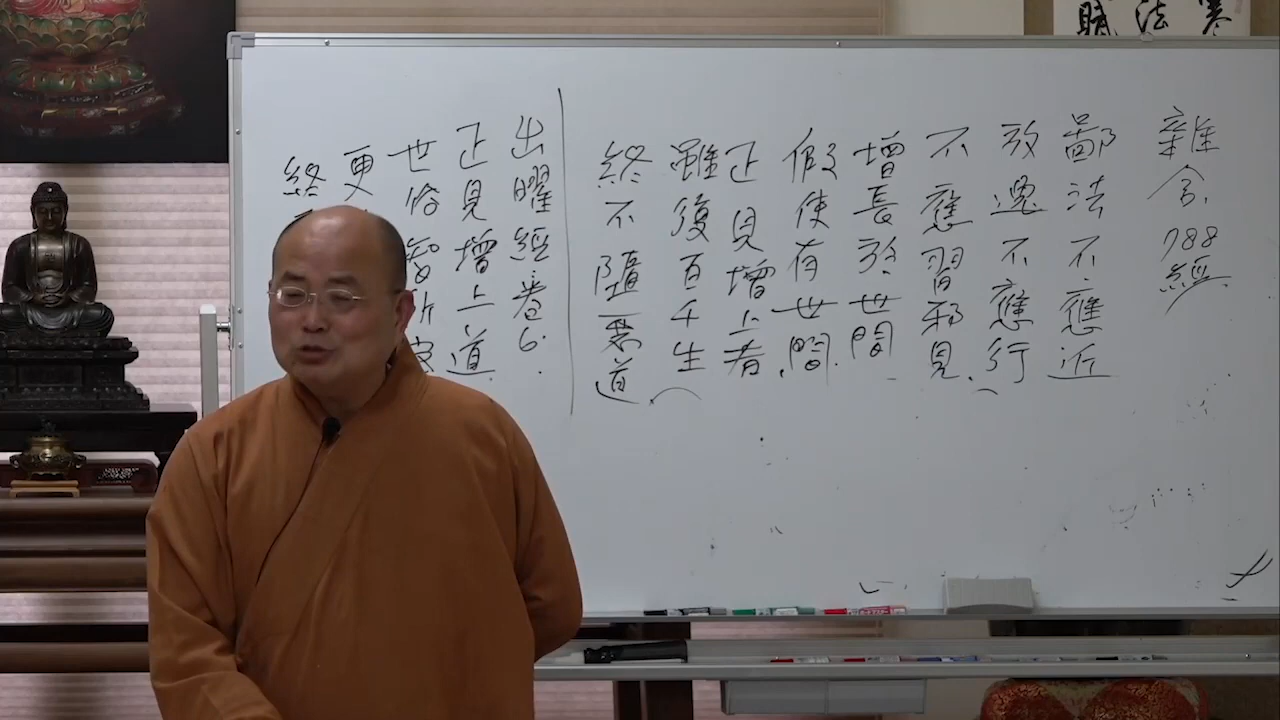 雜含788經
鄙法不應近
放逸不應行
不應習邪見
增長於世間
假使有世間
正見增上者
雖復百千生
終不墮惡道
出曜經卷6.
正見增上道
世俗智所察
更
終